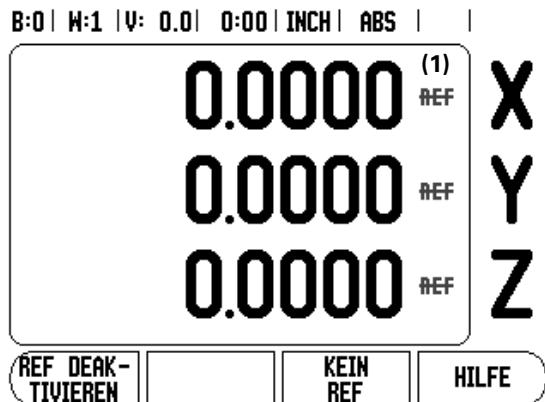 B:0| W:1 |V: 0.0| 0:00|INCH| ABS | |
(1)
0.0000 REF X
0.0000 REF Y
0.0000 REF Z
REF DEAK-
TIVIEREN
KEIN
REF
HILFE